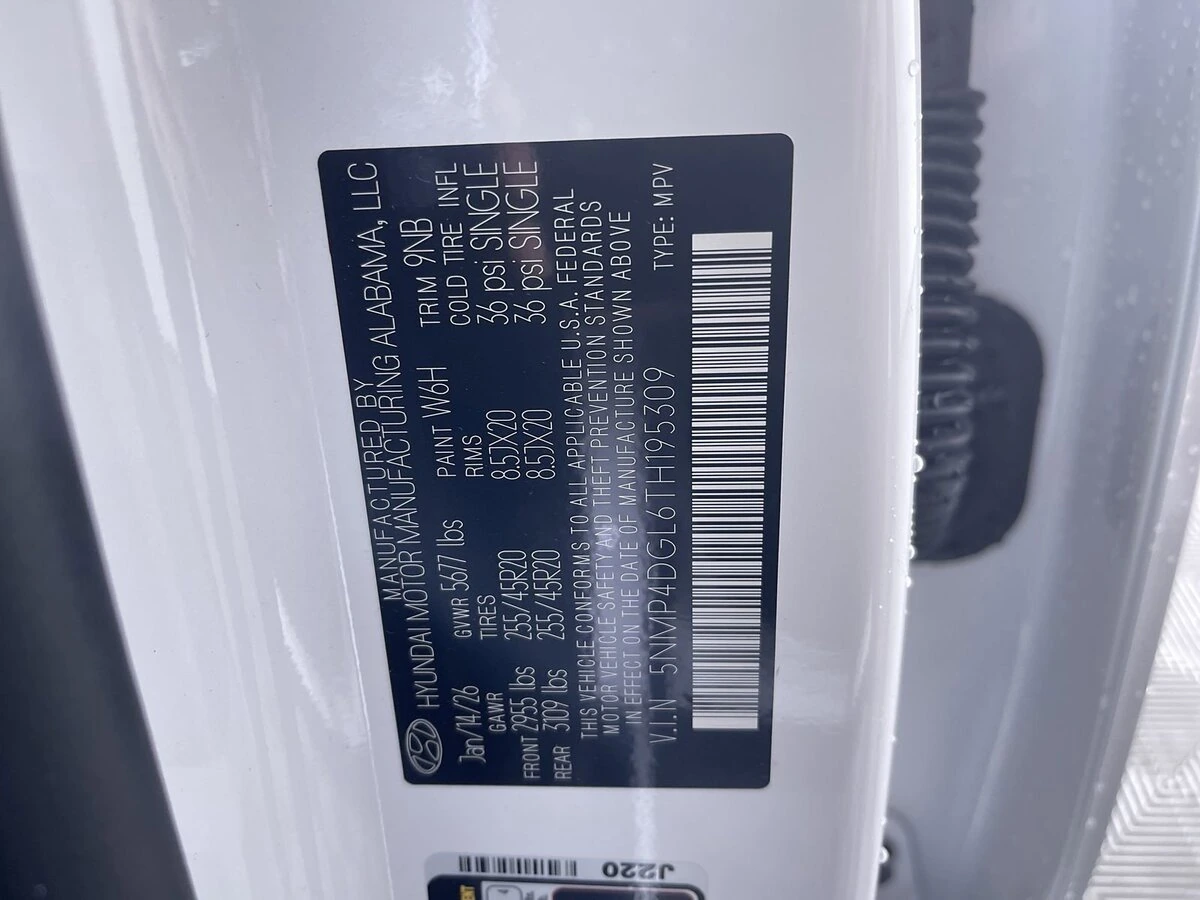 MANUFACTURED BY
HYUNDAI MOTOR MANUFACTURING ALABAMA, LLC
Jan/14/26 GVWR 5677 lbs PAINT W6H TRIM 9NB
GAWR TIRES RIMS COLD TIRE INFL
FRONT 2955 lbs 255/45R20 8.5JX20 36 psi SINGLE
REAR 3109 lbs 255/45R20 8.5JX20 36 psi SINGLE
THIS VEHICLE CONFORMS TO ALL APPLICABLE U.S.A. FEDERAL
MOTOR VEHICLE SAFETY AND THEFT PREVENTION STANDARDS
IN EFFECT ON THE DATE OF MANUFACTURE SHOWN ABOVE
V.I.N 5NMP4DGL6TH195309 TYPE: MPV
J220